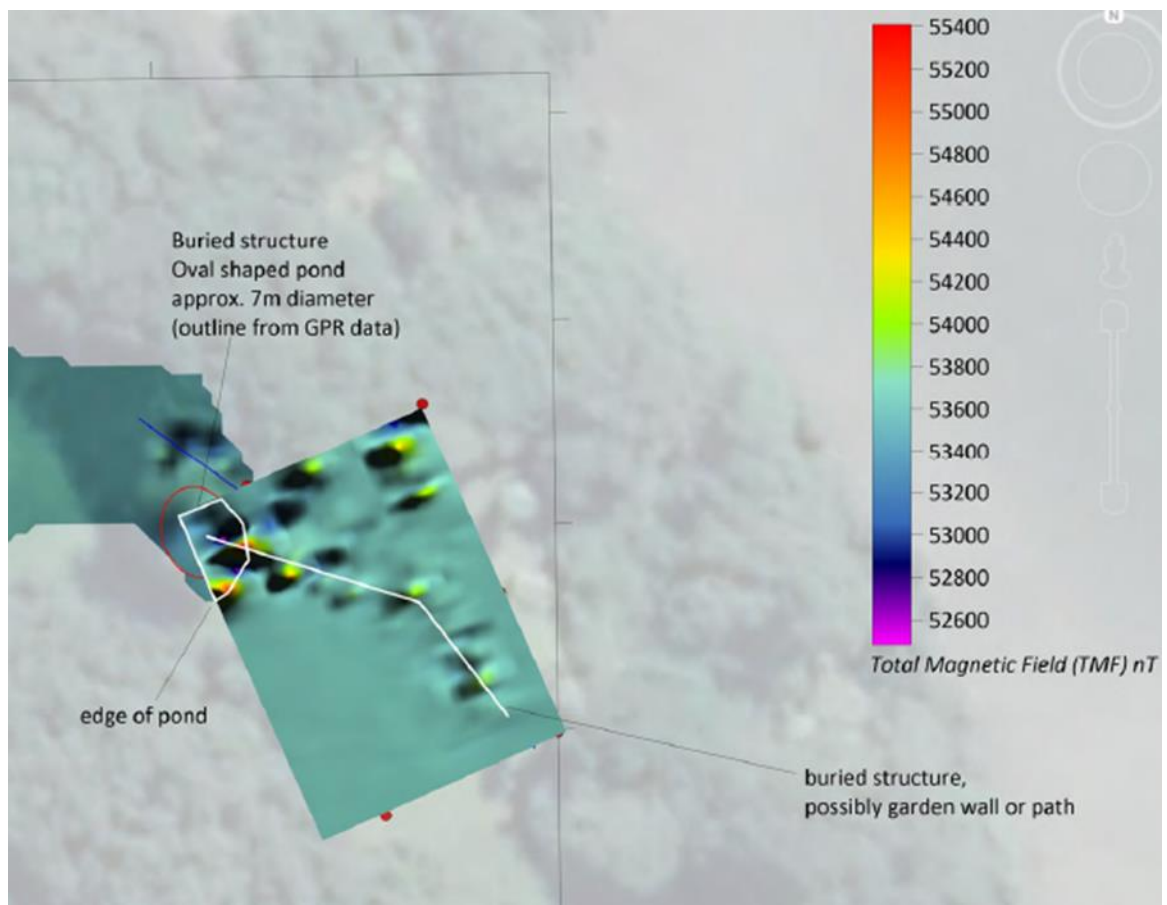 N
55400
55200
55000
54800
54600
54400
54200
54000
53800
53600
53400
53200
53000
52800
52600
Total Magnetic Field (TMF) nT
Buried structure
Oval shaped pond
approx. 7m diameter
(outline from GPR data)
edge of pond
buried structure,
possibly garden wall or path